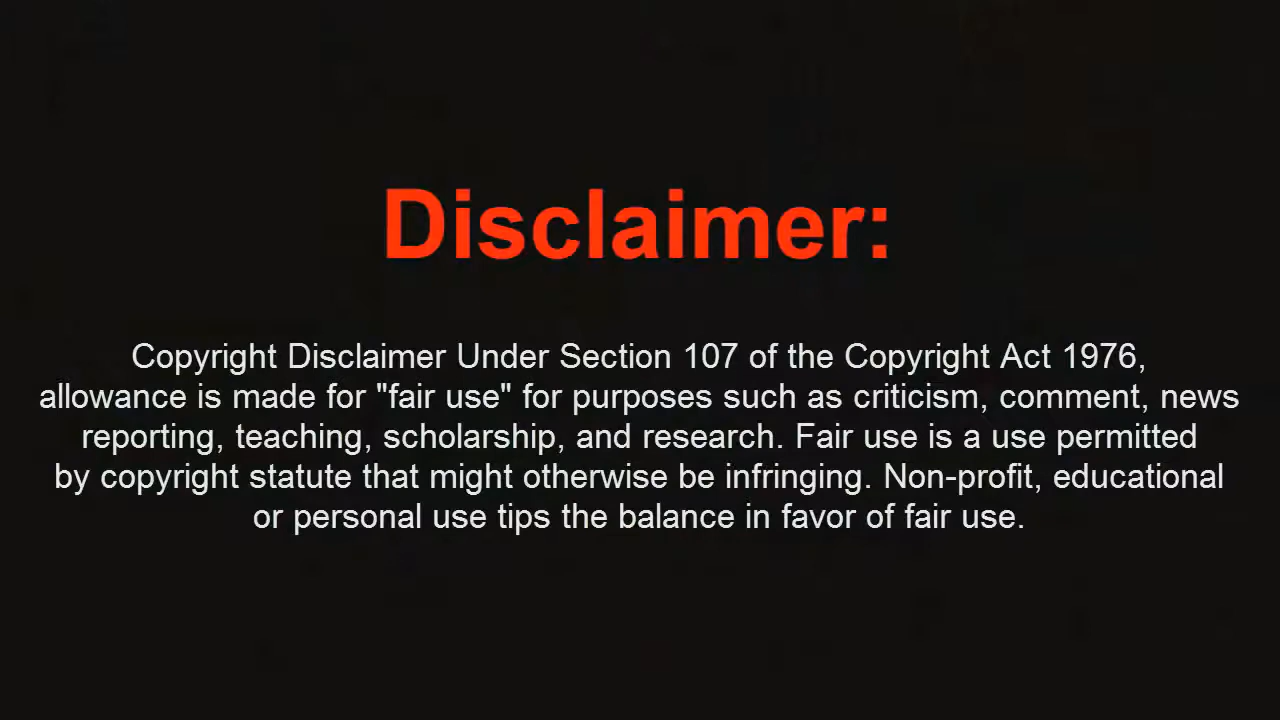 Disclaimer:
Copyright Disclaimer Under Section 107 of the Copyright Act 1976,
allowance is made for "fair use" for purposes such as criticism, comment, news
reporting, teaching, scholarship, and research. Fair use is a use permitted
by copyright statute that might otherwise be infringing. Non-profit, educational
or personal use tips the balance in favor of fair use.